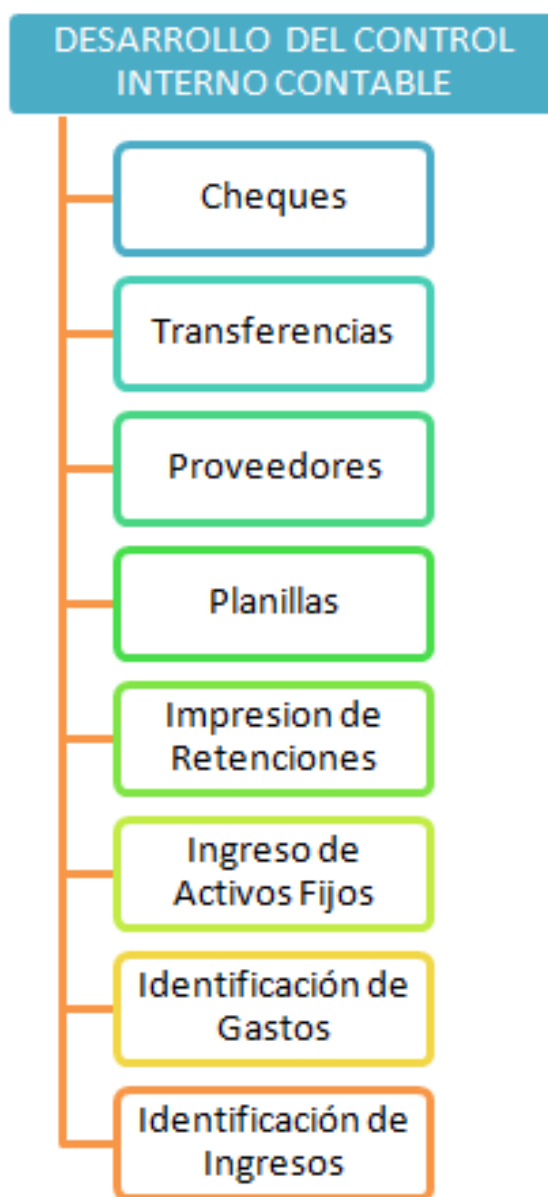 DESARROLLO DEL CONTROL
INTERNO CONTABLE
Cheques
Transferencias
Proveedores
Planillas
Impresion de
Retenciones
Ingreso de
Activos Fijos
Identificación de
Gastos
Identificación de
Ingresos